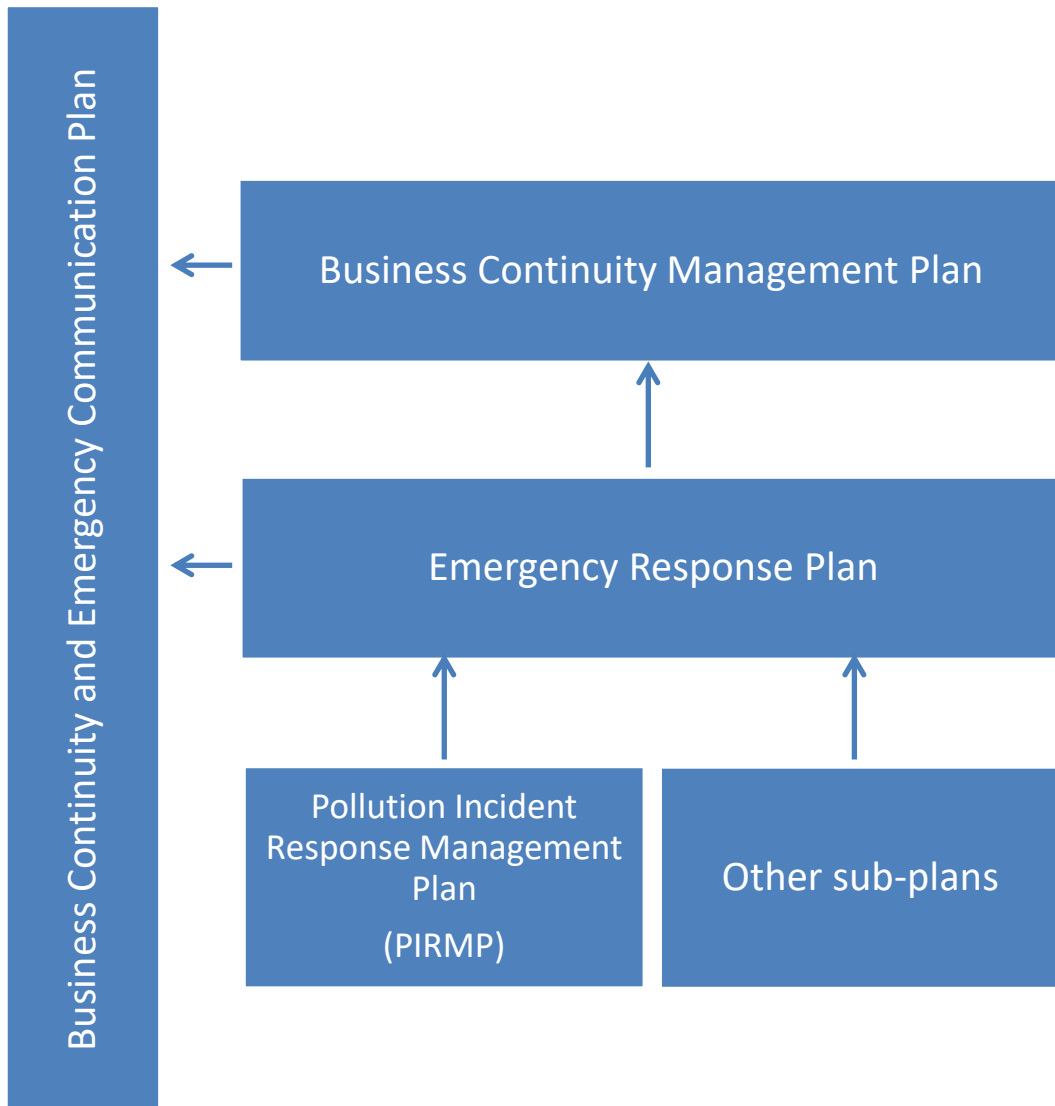 Business Continuity and Emergency Communication Plan
Business Continuity Management Plan
Emergency Response Plan
Pollution Incident
Response Management
Plan
(PIRMP)
Other sub-plans